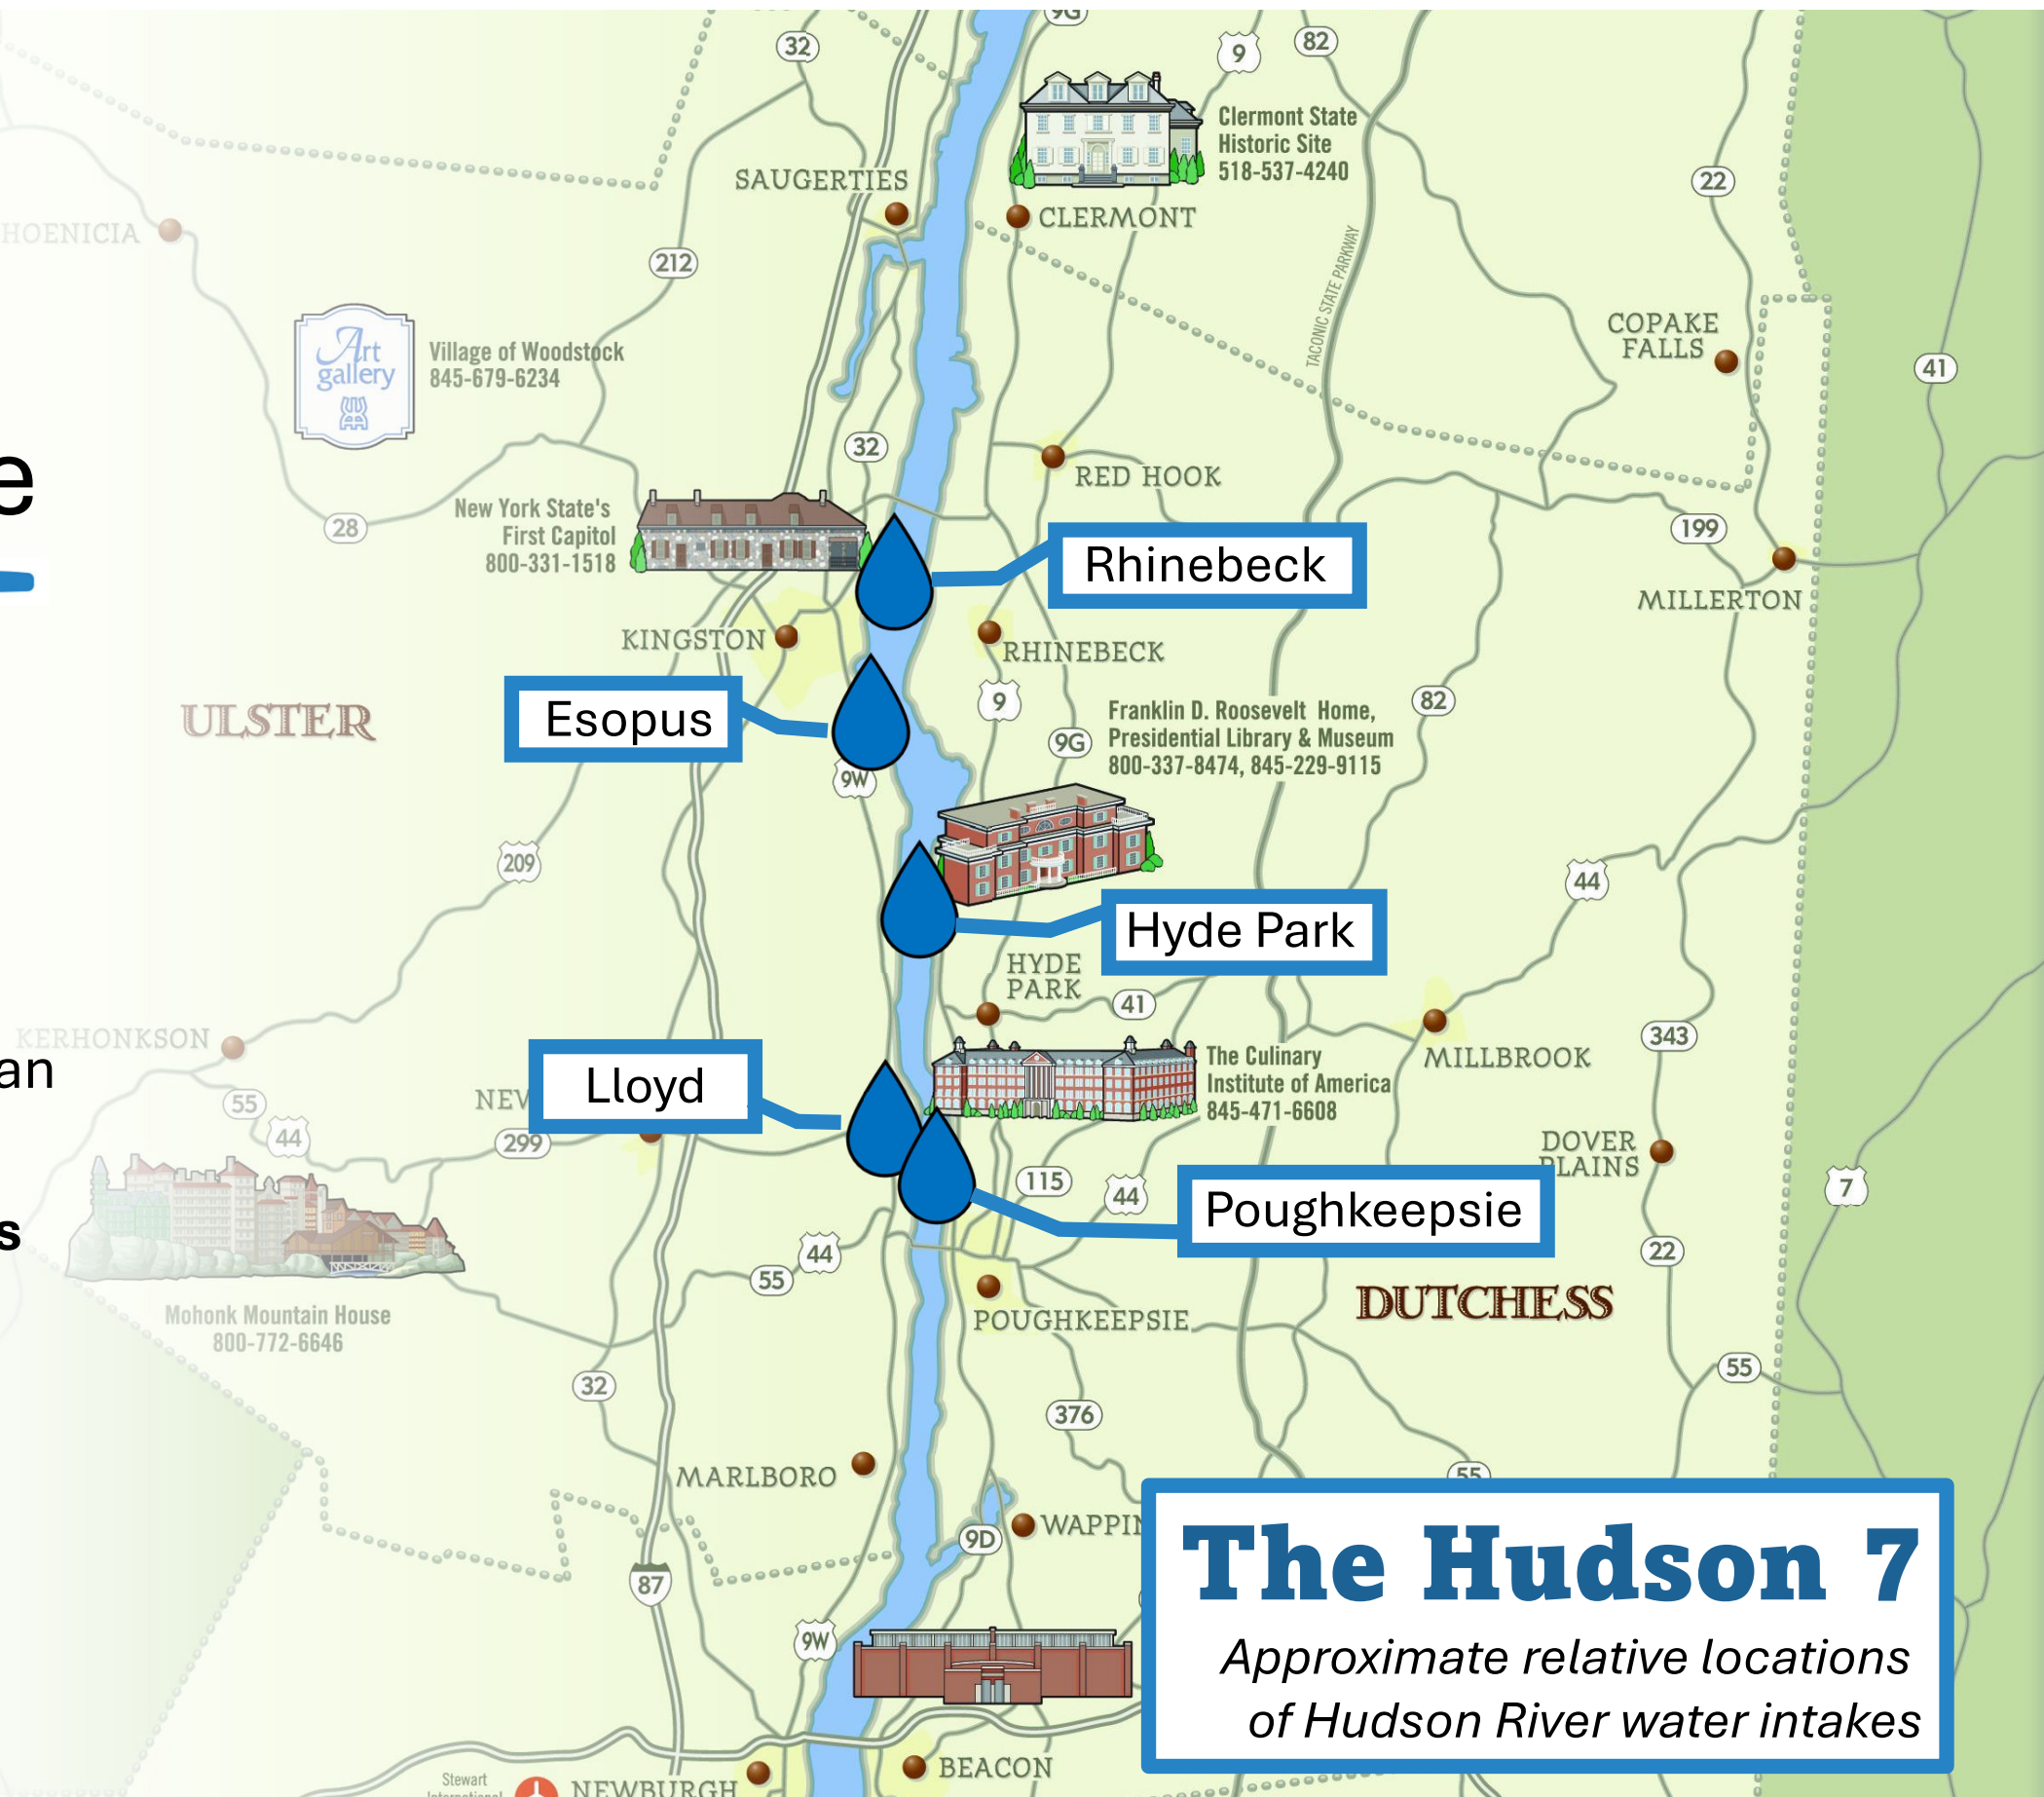 9G
32
9
82
Clermont State
Historic Site
518-537-4240
SAUGERTIES
22
CLERMONT
HOENICIA
212
TACONIC STATE PARKWAY
COPAKE
FALLS
Art
gallery
Village of Woodstock
845-679-6234
41
32
e
RED HOOK
New York State's
First Capitol
800-331-1518
28
199
Rhinebeck
MILLERTON
KINGSTON
RHINEBECK
Esopus
ULSTER
9
82
Franklin D. Roosevelt Home,
Presidential Library & Museum
800-337-8474, 845-229-9115
9G
9W
209
44
Hyde Park
HYDE
PARK
41
KERHONKSON
an
343
MILLBROOK
The Culinary
Institute of America
845-471-6608
Lloyd
NEW
55
44
299
DOVER
PLAINS
115
44
7
Poughkeepsie
s
44
55
22
DUTCHESS
Mohonk Mountain House
800-772-6646
POUGHKEEPSIE
55
32
376
MARLBORO
55
9D
WAPPIN
The Hudson 7
Approximate relative locations
of Hudson River water intakes
87
9W
BEACON
Stewart
International
NEWBURGH